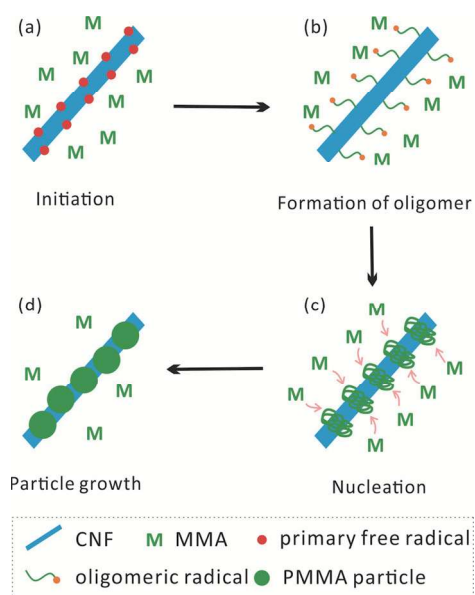 (a)
M
M
M
M
M
M
M
M
Initiation
(b)
M
M
M
M
M
M
M
M
Formation of oligomer
(d)
M
M
M
M
Particle growth
(c)
M
M
M
M
M
M
M
M
Nucleation
CNF M MMA primary free radical
oligomeric radical PMMA particle